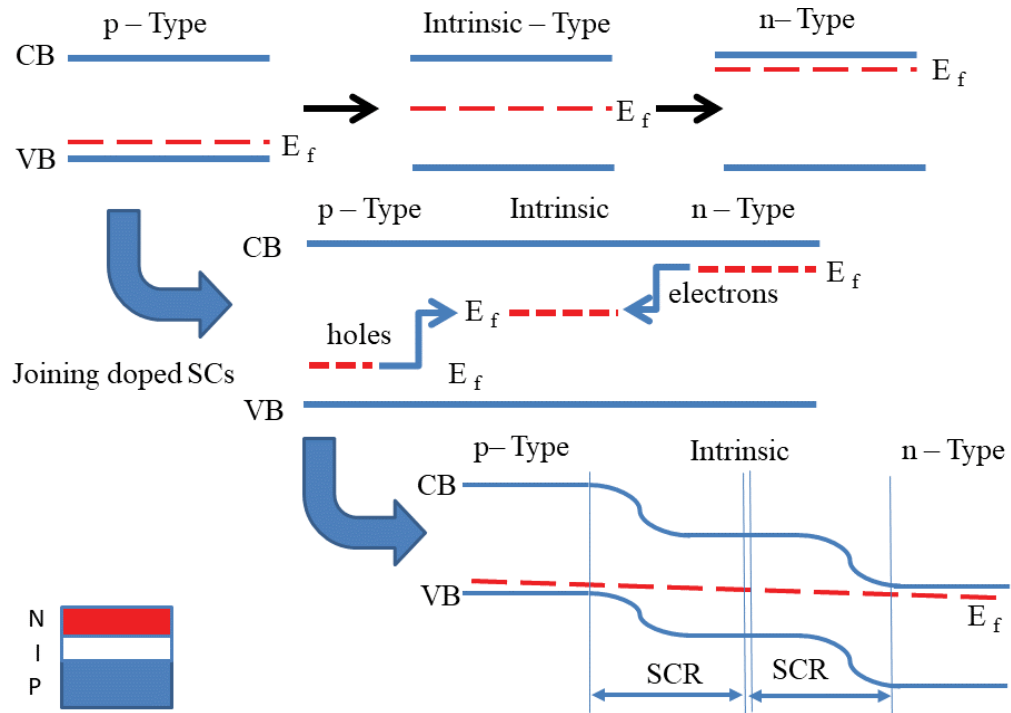 p – Type
Intrinsic – Type
n– Type
CB
E f
E f
E f
VB
p – Type
Intrinsic
n – Type
CB
E f
electrons
holes
E f
Joining doped SCs
E f
VB
p– Type
Intrinsic
n – Type
CB
VB
E f
SCR
SCR
N
I
P